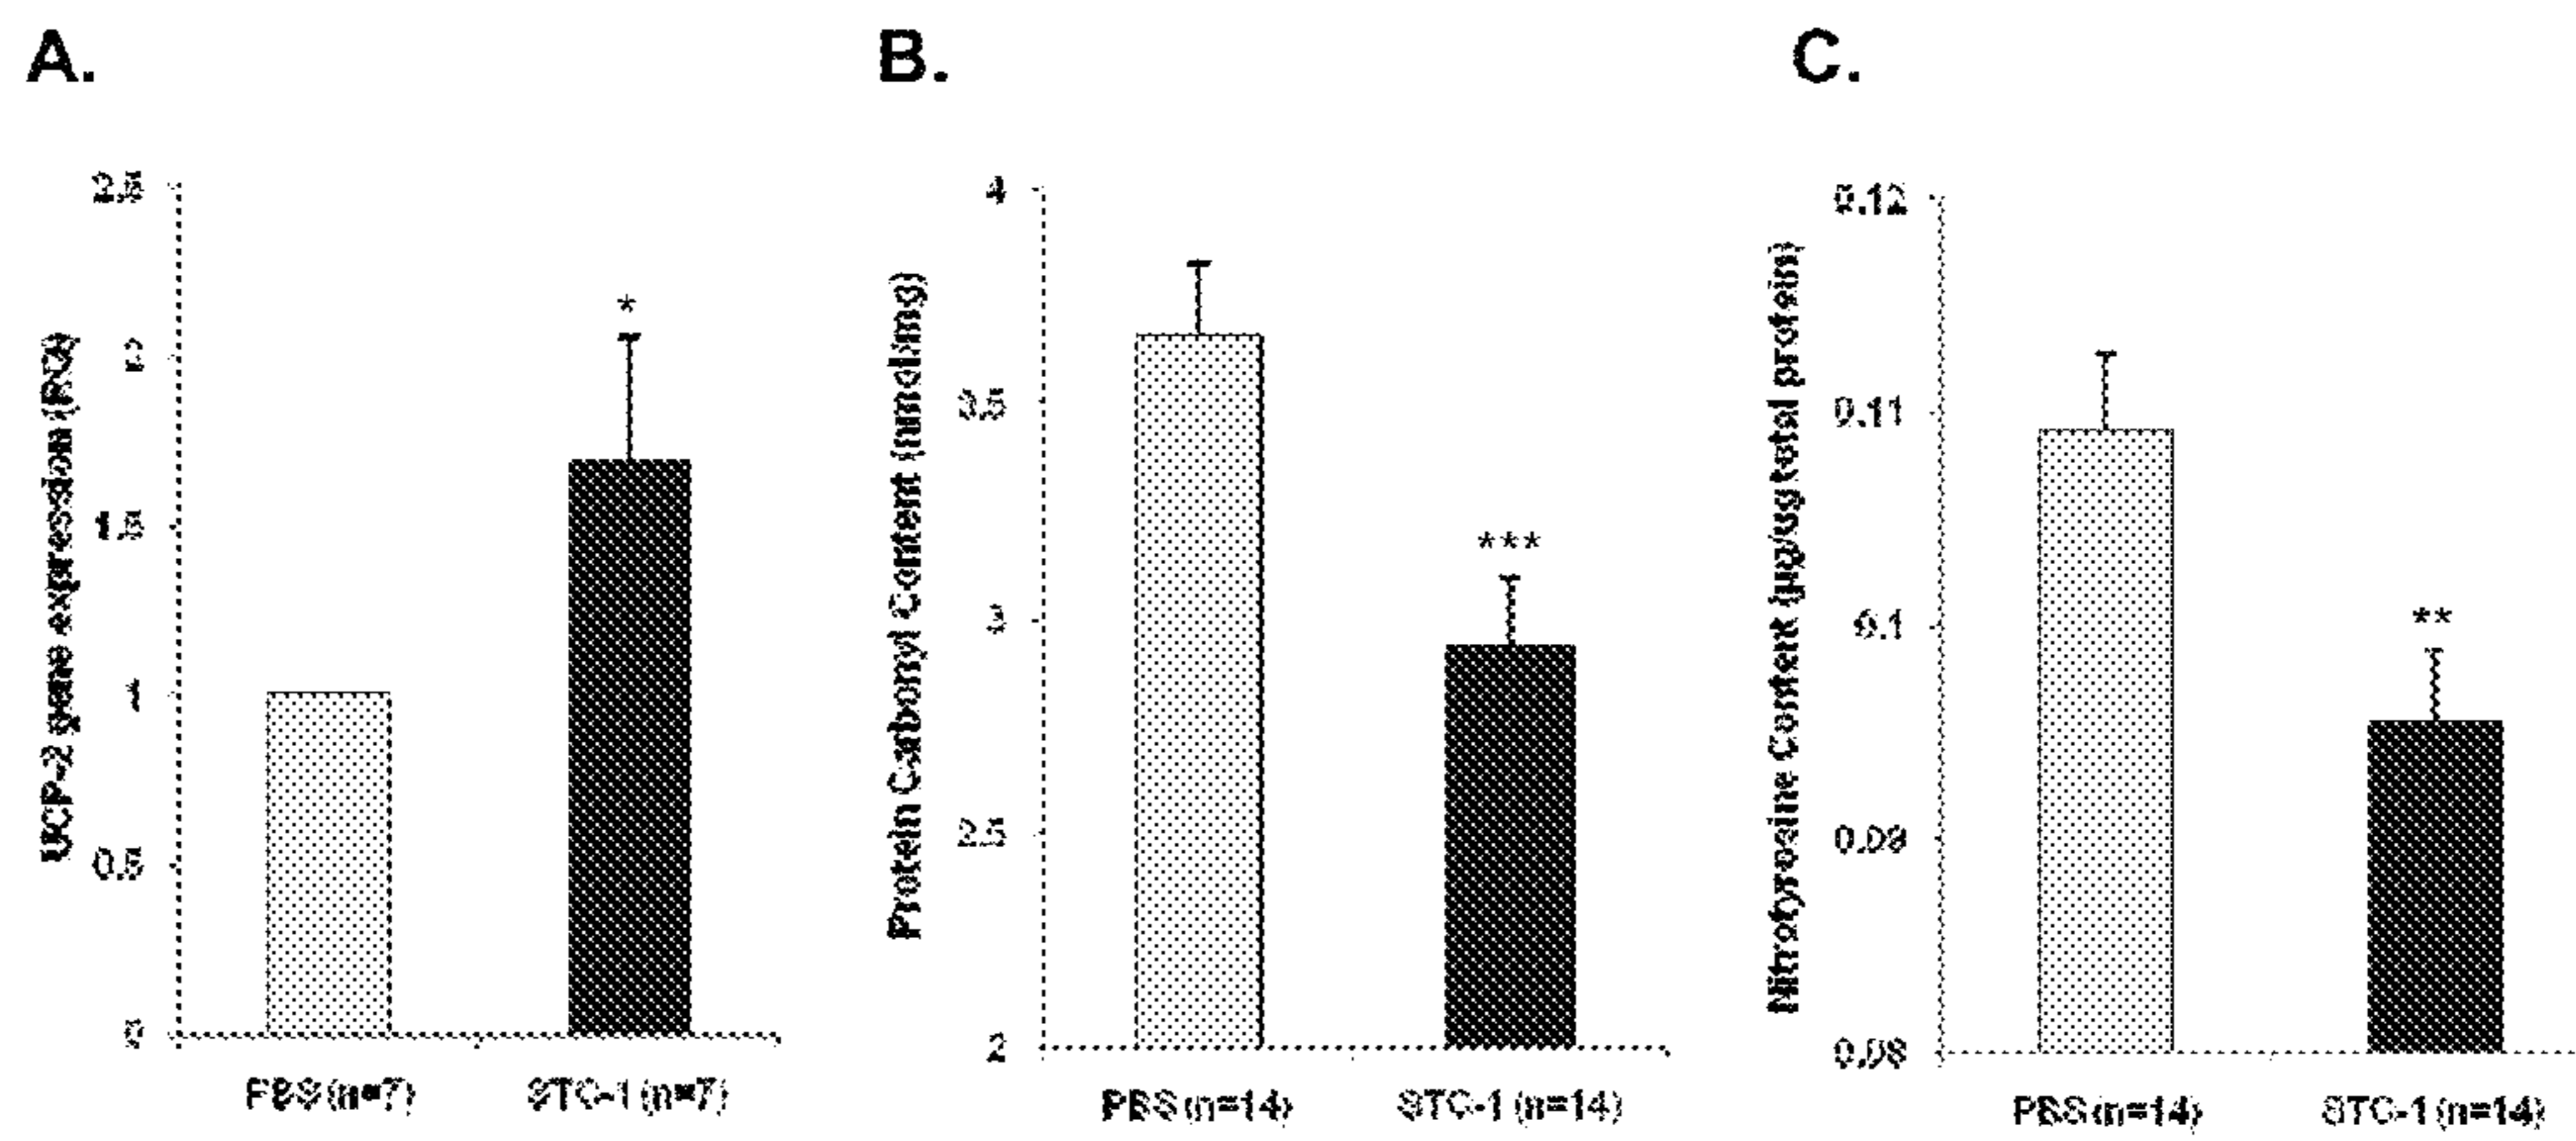 A.
UCP-2 gene expression (RQ)
2.5
2
1.5
1
0.5
0
*
PBS (n=7)
STC-1 (n=7)
B.
Protein Carbonyl Content (nmol/mg)
4
3.5
3
2.5
2
***
PBS (n=14)
STC-1 (n=14)
C.
Nitrotyrosine Content (µg/ug total protein)
0.12
0.11
0.1
0.09
0.08
**
PBS (n=14)
STC-1 (n=14)